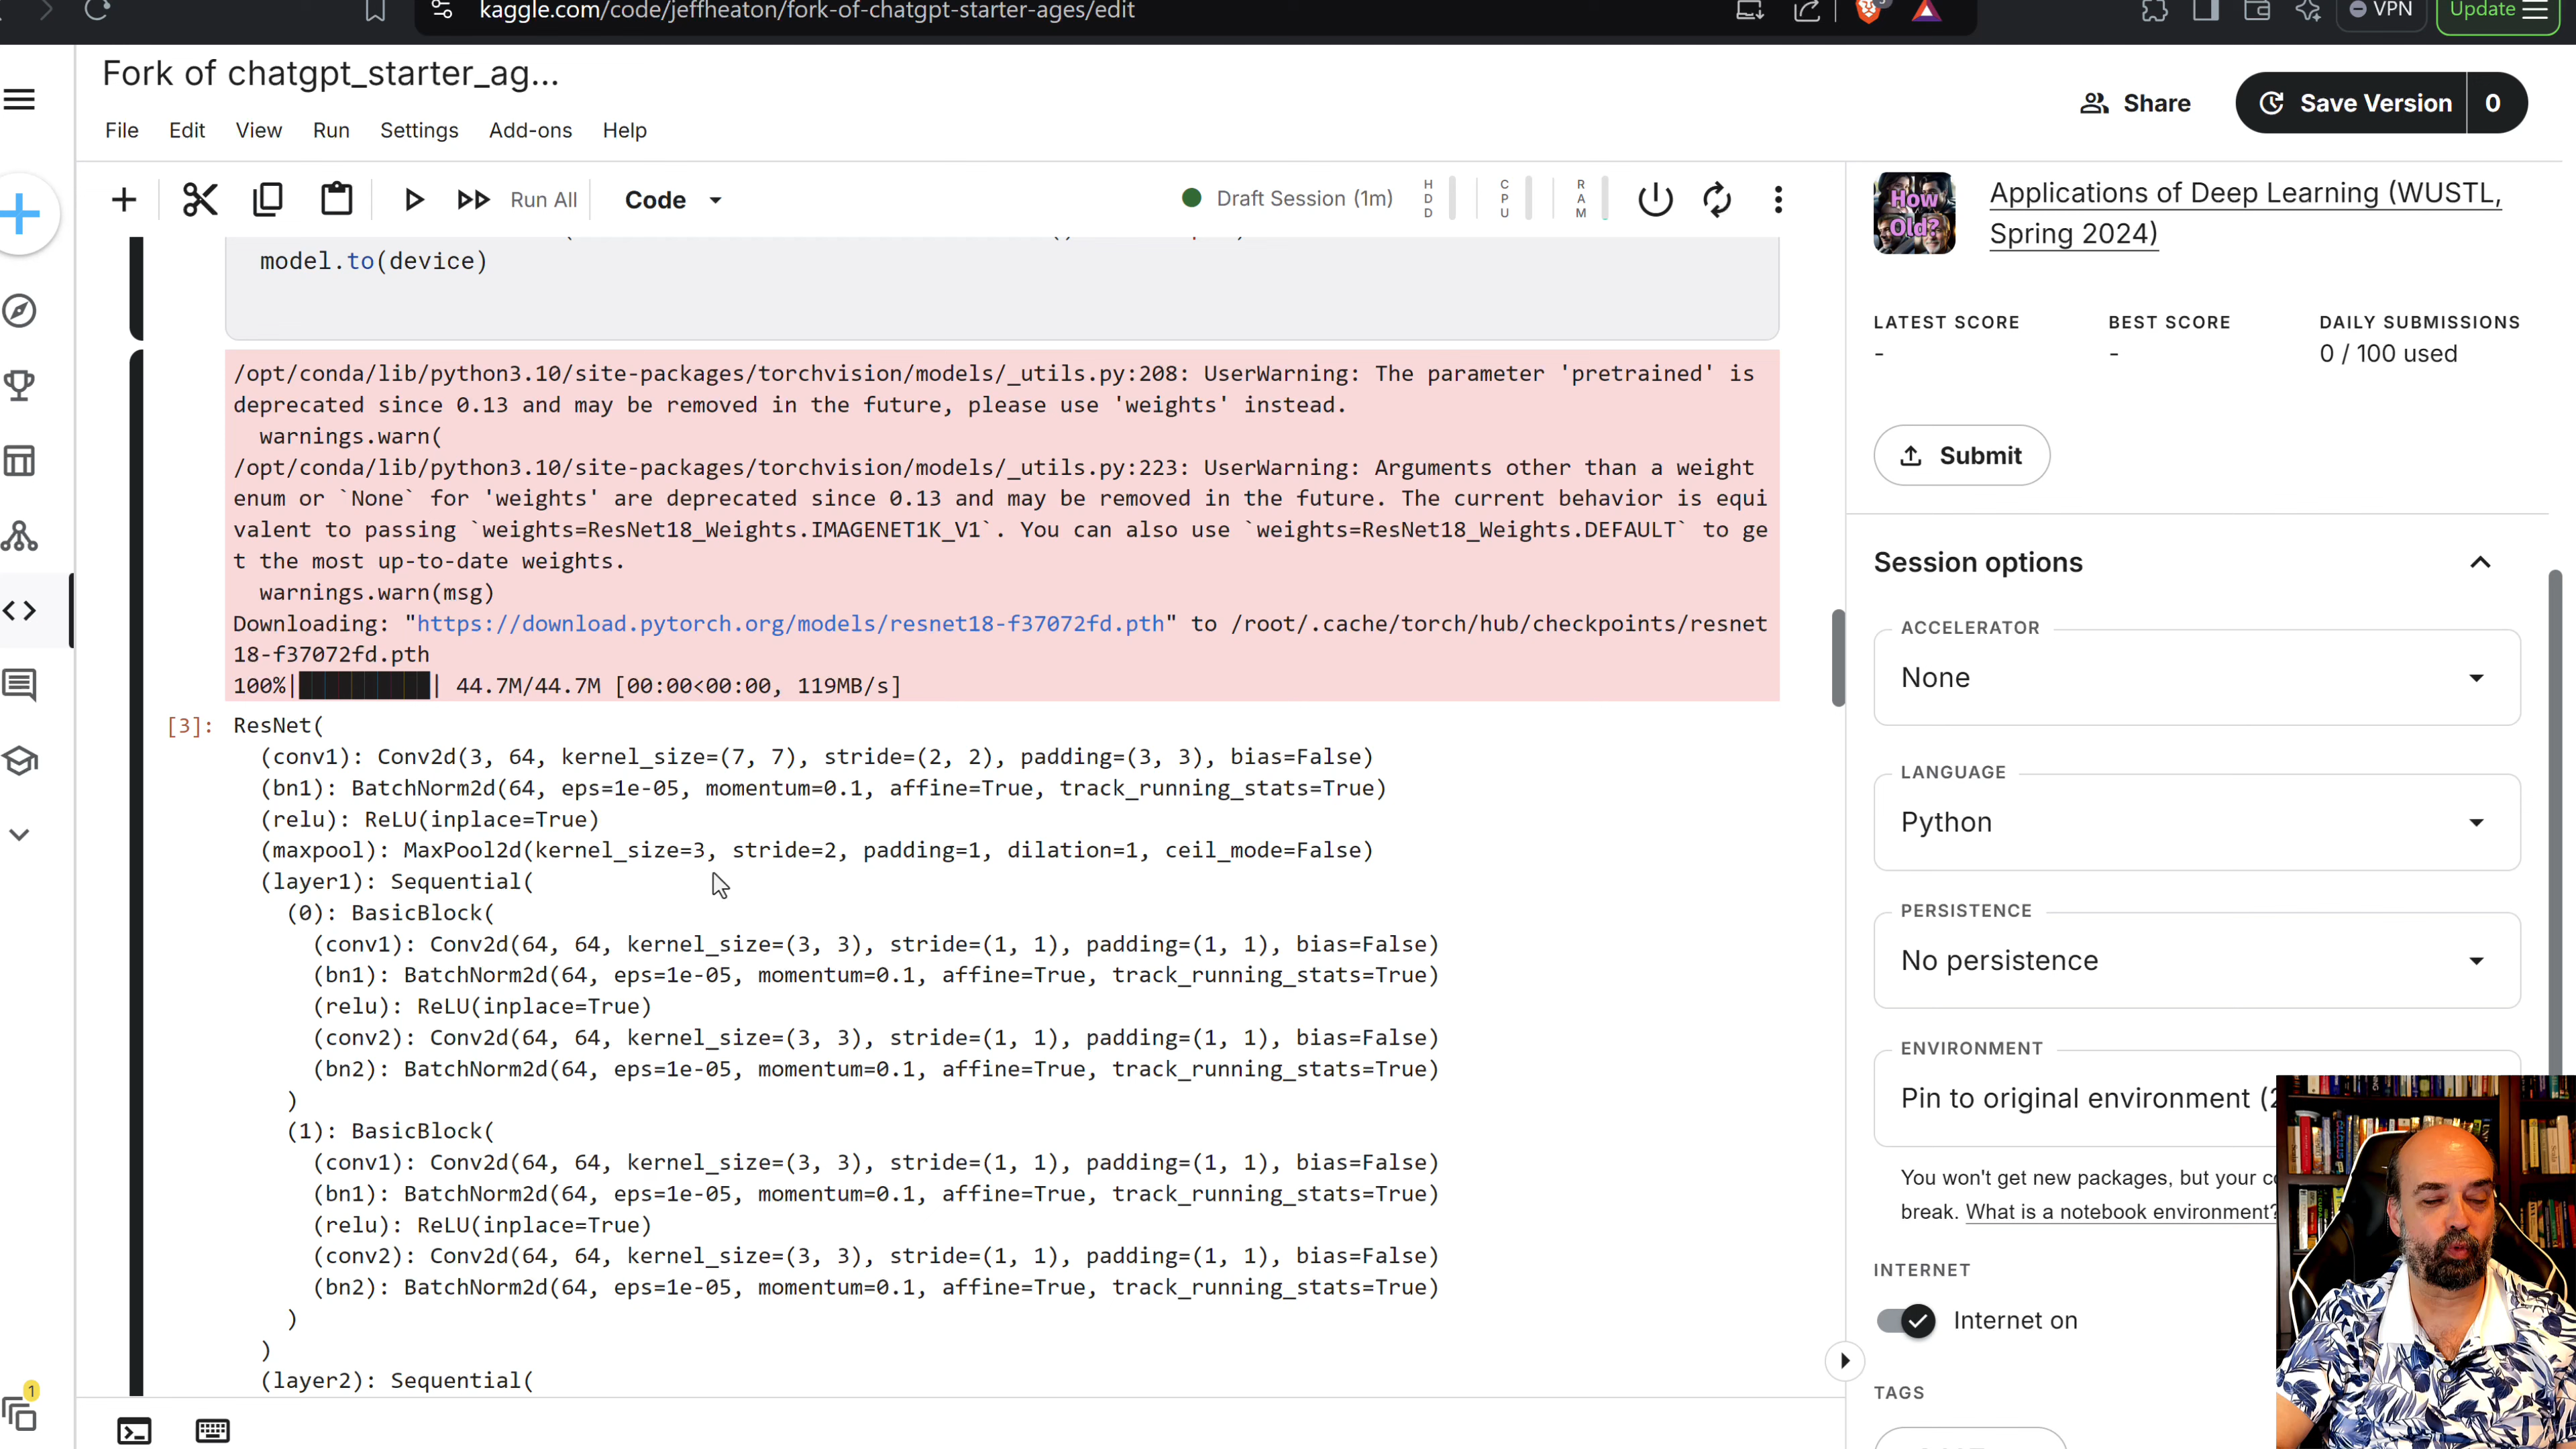 kaggle.com/code/jeffheaton/fork-of-chatgpt-starter-ages/edit
VPN
Update
Fork of chatgpt_starter_ag...
File Edit View Run Settings Add-ons Help
Share
Save Version 0
Run All
Code
Draft Session (1m)
HDD
CPU
RAM
model.to(device)
/opt/conda/lib/python3.10/site-packages/torchvision/models/_utils.py:208: UserWarning: The parameter 'pretrained' is
deprecated since 0.13 and may be removed in the future, please use 'weights' instead.
warnings.warn(
/opt/conda/lib/python3.10/site-packages/torchvision/models/_utils.py:223: UserWarning: Arguments other than a weight
enum or `None` for 'weights' are deprecated since 0.13 and may be removed in the future. The current behavior is equi
valent to passing `weights=ResNet18_Weights.IMAGENET1K_V1`. You can also use `weights=ResNet18_Weights.DEFAULT` to ge
t the most up-to-date weights.
warnings.warn(msg)
Downloading: "https://download.pytorch.org/models/resnet18-f37072fd.pth" to /root/.cache/torch/hub/checkpoints/resnet
18-f37072fd.pth
100%|██████████| 44.7M/44.7M [00:00<00:00, 119MB/s]
[3]: ResNet(
(conv1): Conv2d(3, 64, kernel_size=(7, 7), stride=(2, 2), padding=(3, 3), bias=False)
(bn1): BatchNorm2d(64, eps=1e-05, momentum=0.1, affine=True, track_running_stats=True)
(relu): ReLU(inplace=True)
(maxpool): MaxPool2d(kernel_size=3, stride=2, padding=1, dilation=1, ceil_mode=False)
(layer1): Sequential(
(0): BasicBlock(
(conv1): Conv2d(64, 64, kernel_size=(3, 3), stride=(1, 1), padding=(1, 1), bias=False)
(bn1): BatchNorm2d(64, eps=1e-05, momentum=0.1, affine=True, track_running_stats=True)
(relu): ReLU(inplace=True)
(conv2): Conv2d(64, 64, kernel_size=(3, 3), stride=(1, 1), padding=(1, 1), bias=False)
(bn2): BatchNorm2d(64, eps=1e-05, momentum=0.1, affine=True, track_running_stats=True)
)
(1): BasicBlock(
(conv1): Conv2d(64, 64, kernel_size=(3, 3), stride=(1, 1), padding=(1, 1), bias=False)
(bn1): BatchNorm2d(64, eps=1e-05, momentum=0.1, affine=True, track_running_stats=True)
(relu): ReLU(inplace=True)
(conv2): Conv2d(64, 64, kernel_size=(3, 3), stride=(1, 1), padding=(1, 1), bias=False)
(bn2): BatchNorm2d(64, eps=1e-05, momentum=0.1, affine=True, track_running_stats=True)
)
)
(layer2): Sequential(
1
How
Old?
Applications of Deep Learning (WUSTL,
Spring 2024)
LATEST SCORE BEST SCORE DAILY SUBMISSIONS
- - 0 / 100 used
Submit
Session options
ACCELERATOR
None
LANGUAGE
Python
PERSISTENCE
No persistence
ENVIRONMENT
Pin to original environment (2
You won't get new packages, but your c
break. What is a notebook environment?
INTERNET
Internet on
TAGS